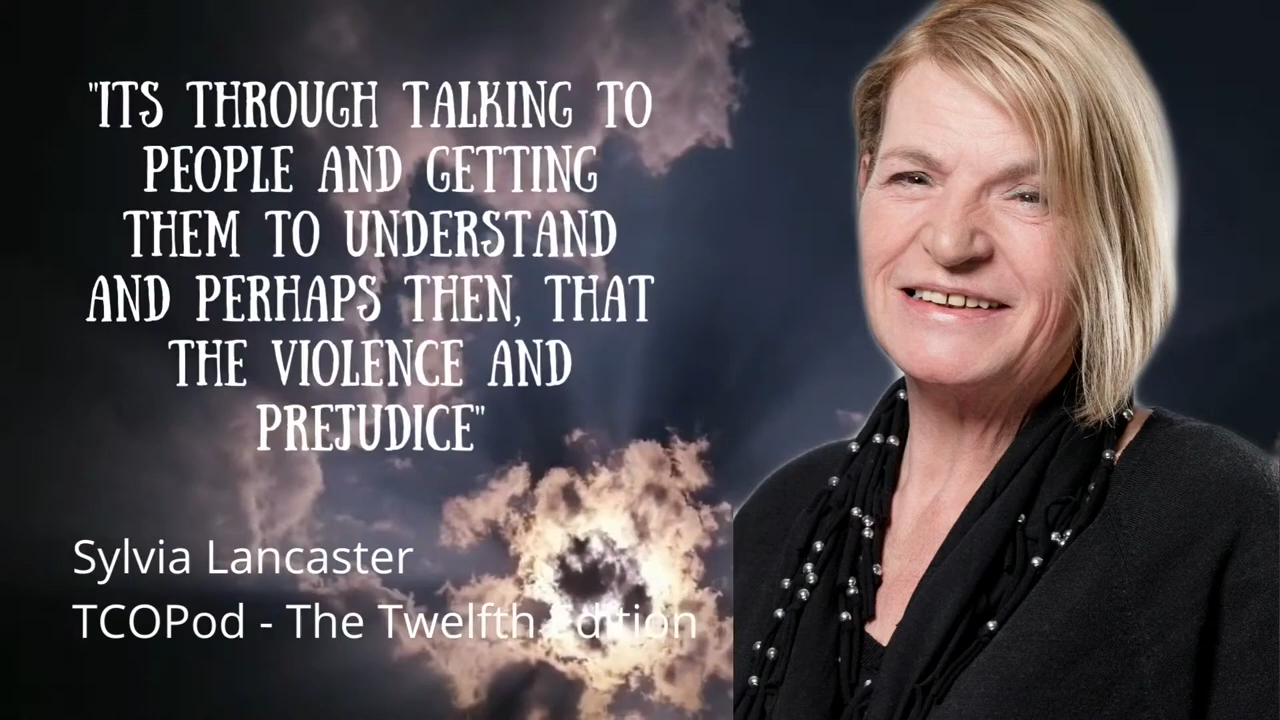 "ITS THROUGH TALKING TO
PEOPLE AND GETTING
THEM TO UNDERSTAND
AND PERHAPS THEN, THAT
THE VIOLENCE AND
PREJUDICE"
Sylvia Lancaster
TCOPod - The Twelfth Edition